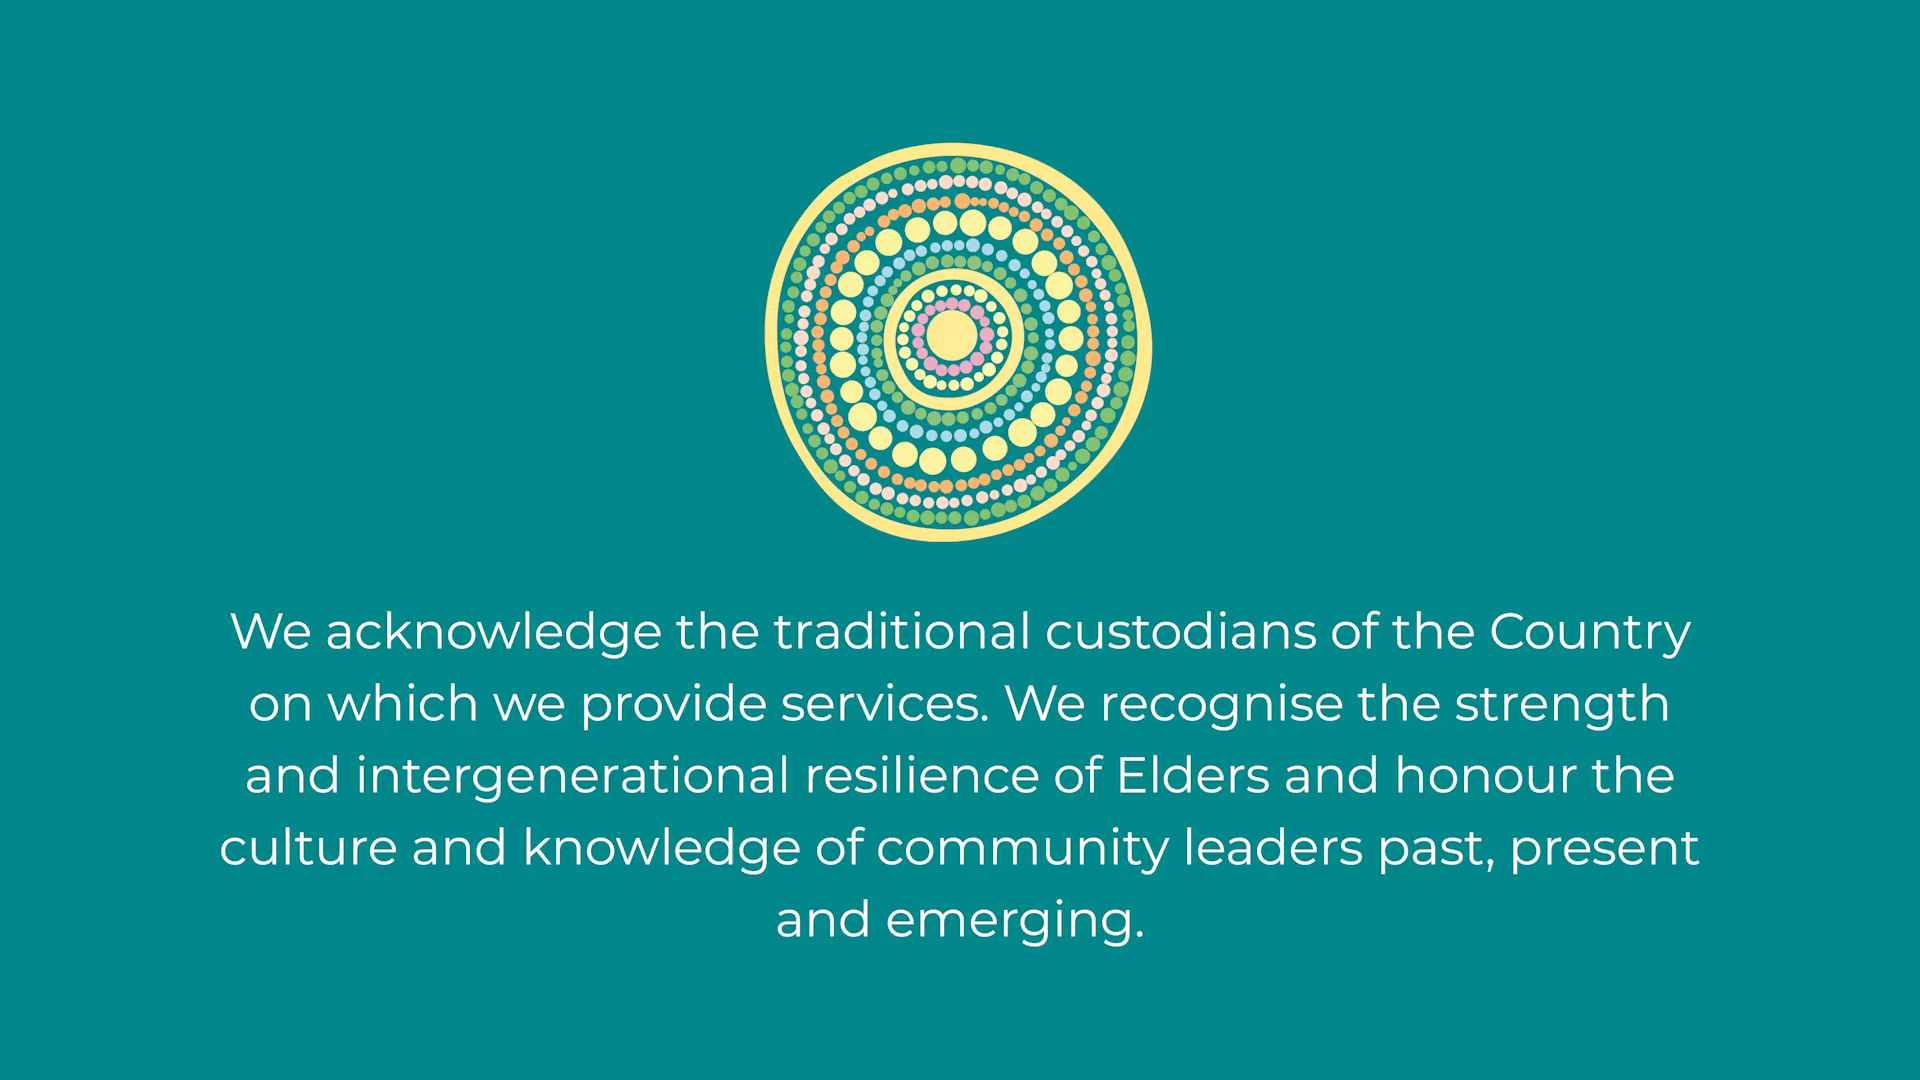 We acknowledge the traditional custodians of the Country
on which we provide services. We recognise the strength
and intergenerational resilience of Elders and honour the
culture and knowledge of community leaders past, present
and emerging.